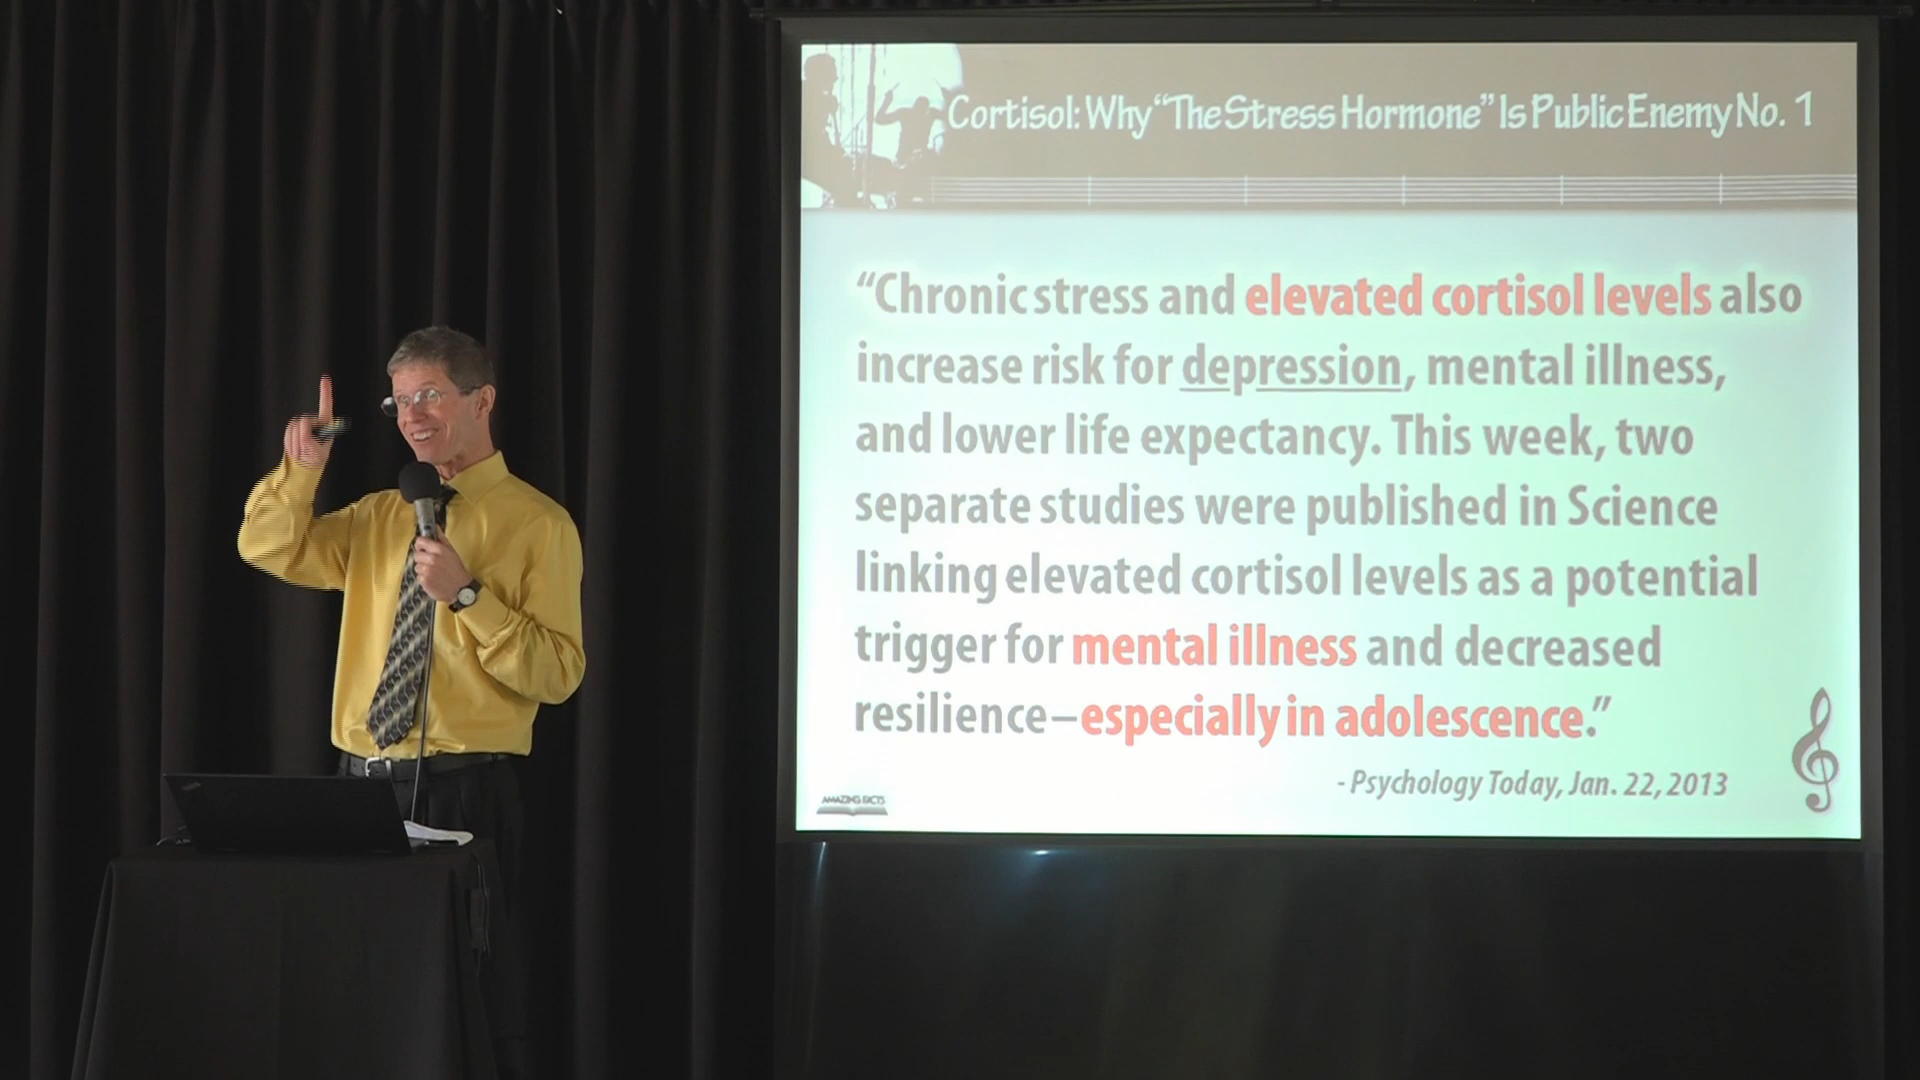 Cortisol: Why “The Stress Hormone” Is Public Enemy No. 1
“Chronic stress and elevated cortisol levels also
increase risk for depression, mental illness,
and lower life expectancy. This week, two
separate studies were published in Science
linking elevated cortisol levels as a potential
trigger for mental illness and decreased
resilience–especially in adolescence.”
- Psychology Today, Jan. 22, 2013
AMAZING FACTS